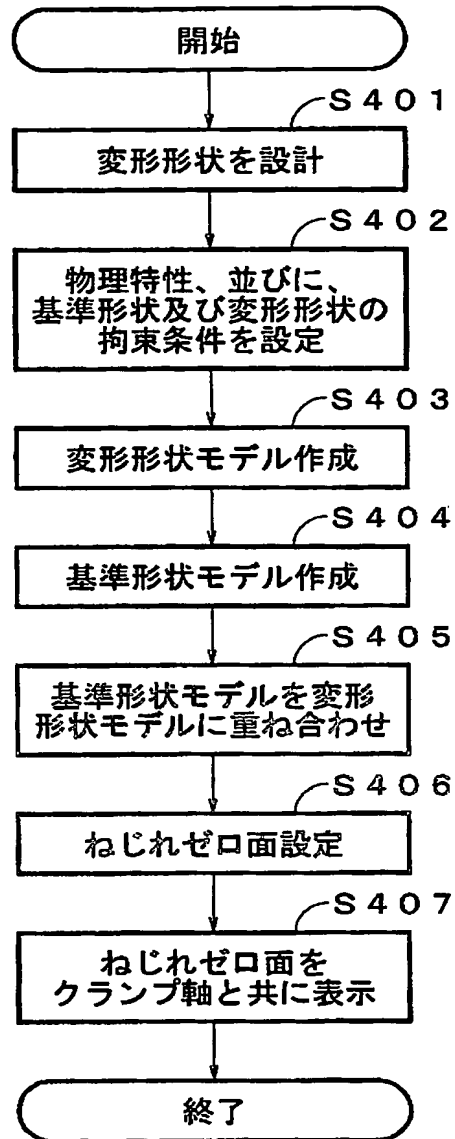 開始
S401
変形形状を設計
S402
物理特性、並びに、
基準形状及び変形形状の
拘束条件を設定
S403
変形形状モデル作成
S404
基準形状モデル作成
S405
基準形状モデルを変形
形状モデルに重ね合わせ
S406
ねじれゼロ面設定
S407
ねじれゼロ面を
クランプ軸と共に表示
終了